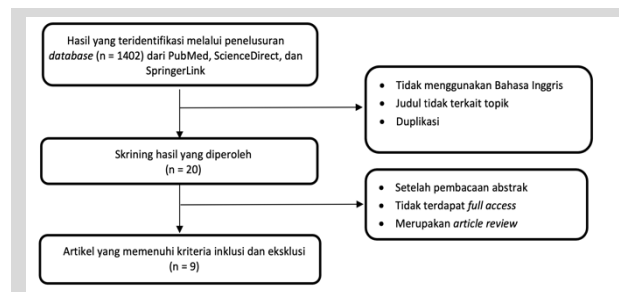 Hasil yang teridentifikasi melalui penelusuran
database (n = 1402) dari PubMed, ScienceDirect, dan
SpringerLink
• Tidak menggunakan Bahasa Inggris
• Judul tidak terkait topik
• Duplikasi
Skrining hasil yang diperoleh
(n = 20)
• Setelah pembacaan abstrak
• Tidak terdapat full access
• Merupakan article review
Artikel yang memenuhi kriteria inklusi dan eksklusi
(n = 9)